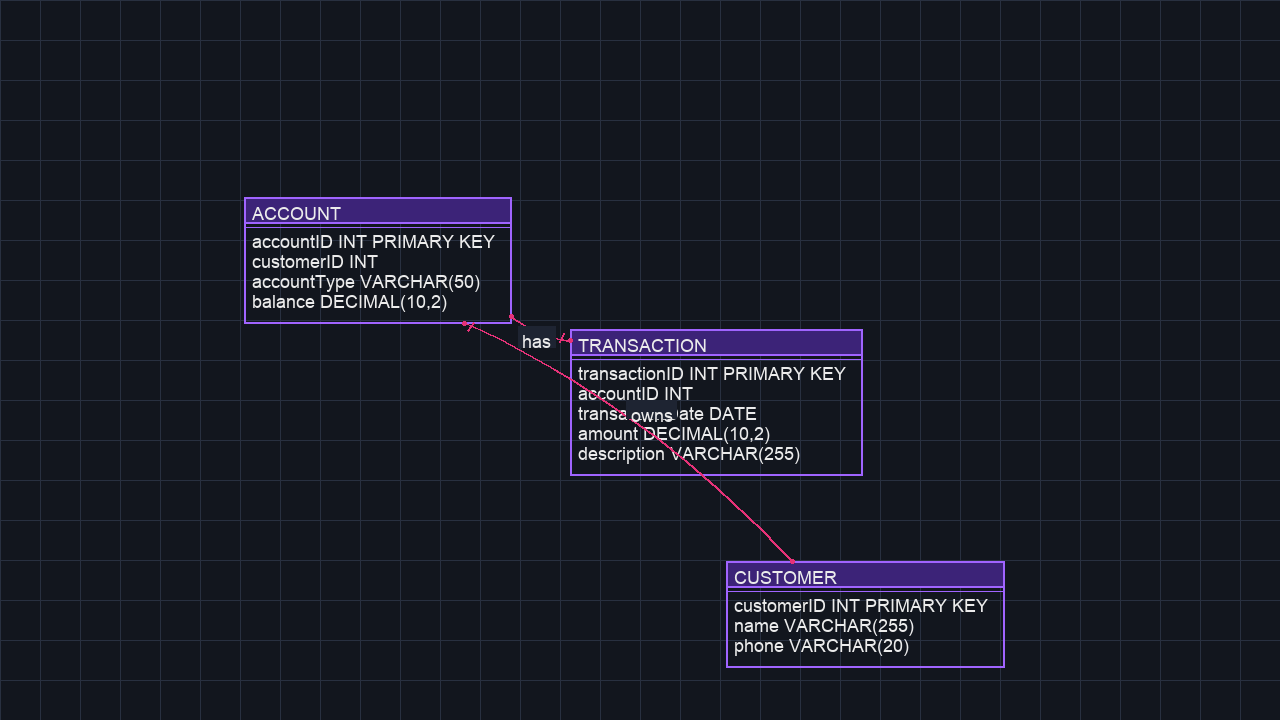 ACCOUNT
accountID INT PRIMARY KEY
customerID INT
accountType VARCHAR(50)
balance DECIMAL(10,2)
has
TRANSACTION
transactionID INT PRIMARY KEY
accountID INT
owns
DATE
amount DECIMAL(10,2)
description VARCHAR(255)
CUSTOMER
customerID INT PRIMARY KEY
name VARCHAR(255)
phone VARCHAR(20)